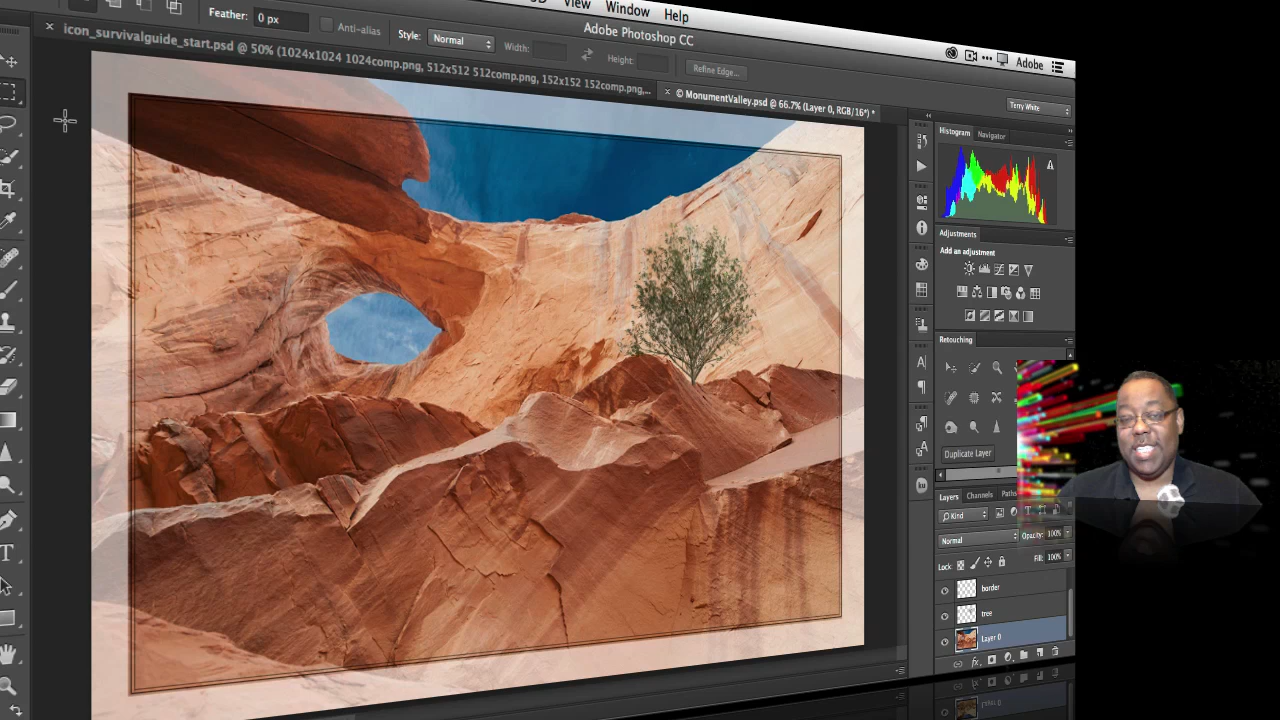 View Window Help
Adobe Photoshop CC
Adobe
Feather: 0 px
Anti-alias
Style: Normal
Width:
Height:
Refine Edge...
× icon_survivalguide_start.psd @ 50% (1024x1024 1024comp.png, 512x512 512comp.png, 152x152 152comp.png,...
× © MonumentValley.psd @ 66.7% (Layer 0, RGB/16*) *
Terry White
Histogram Navigator
Adjustments
Add an adjustment
Retouching
Duplicate Layer
Layers Channels Paths
Kind
Normal Opacity: 100%
Lock: Fill: 100%
border
tree
Layer 0